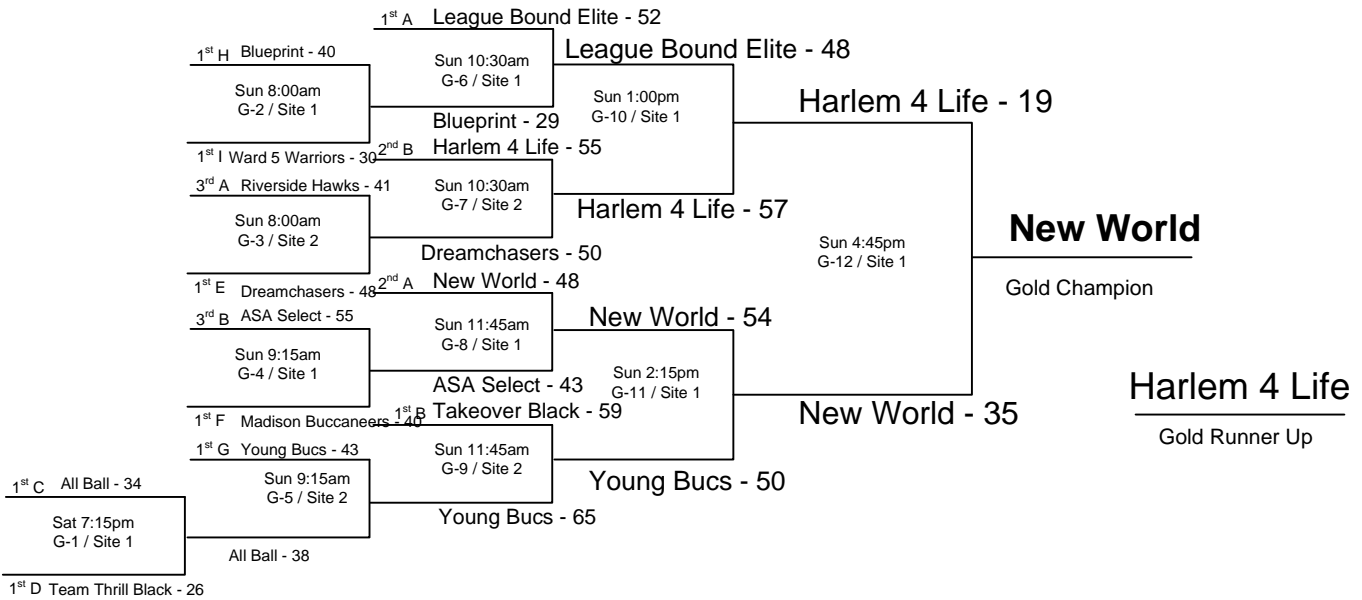 1st A League Bound Elite - 52
1st H Blueprint - 40
League Bound Elite - 48
Sun 10:30am
G-6 / Site 1
Sun 8:00am
G-2 / Site 1
Sun 1:00pm
G-10 / Site 1
Harlem 4 Life - 19
Blueprint - 29
1st I Ward 5 Warriors - 30
2nd B Harlem 4 Life - 55
3rd A Riverside Hawks - 41
Sun 10:30am
G-7 / Site 2
Harlem 4 Life - 57
Sun 8:00am
G-3 / Site 2
New World
Sun 4:45pm
G-12 / Site 1
Dreamchasers - 50
Gold Champion
1st E Dreamchasers - 48
2nd A New World - 48
3rd B ASA Select - 55
New World - 54
Sun 11:45am
G-8 / Site 1
Sun 9:15am
G-4 / Site 1
Sun 2:15pm
G-11 / Site 1
ASA Select - 43
Harlem 4 Life
1st F Madison Buccaneers - 40
1st B Takeover Black - 59
New World - 35
Gold Runner Up
1st G Young Bucs - 43
Sun 11:45am
G-9 / Site 2
Sun 9:15am
G-5 / Site 2
Young Bucs - 50
1st C All Ball - 34
Young Bucs - 65
Sat 7:15pm
G-1 / Site 1
All Ball - 38
1st D Team Thrill Black - 26